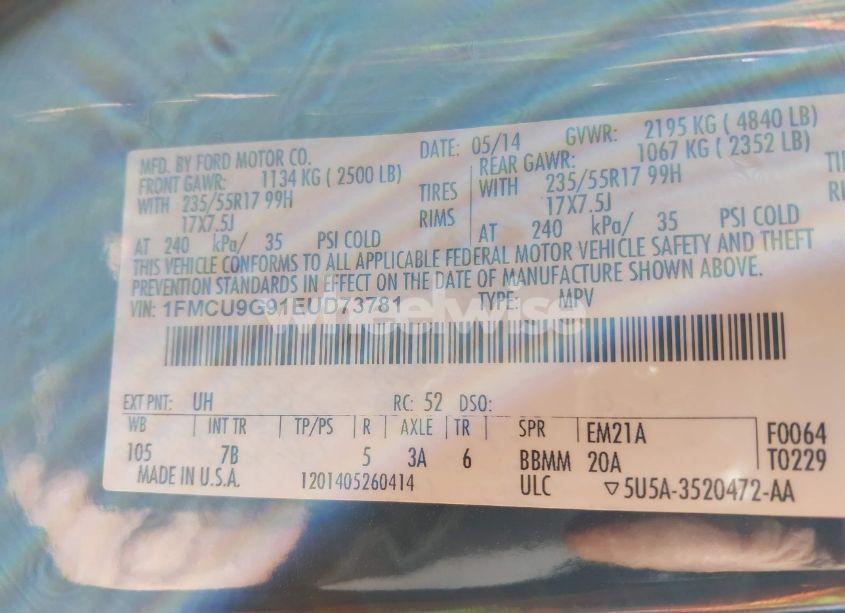 MFD. BY FORD MOTOR CO. DATE: 05/14 GVWR: 2195 KG ( 4840 LB)
FRONT GAWR: 1134 KG ( 2500 LB) REAR GAWR: 1067 KG ( 2352 LB)
WITH 235/55R17 99H TIRES WITH 235/55R17 99H TIRES
17X7.5J RIMS 17X7.5J
AT 240 kPa/ 35 PSI COLD AT 240 kPa/ 35 PSI COLD
THIS VEHICLE CONFORMS TO ALL APPLICABLE FEDERAL MOTOR VEHICLE SAFETY AND THEFT
PREVENTION STANDARDS IN EFFECT ON THE DATE OF MANUFACTURE SHOWN ABOVE.
VIN: 1FMCU9G91EUD73781 TYPE: MPV
wheelwise
EXT PNT: UH RC: 52 DSO:
WB INT TR TP/PS R AXLE TR SPR EM21A F0064
105 7B 5 3A 6 BBMM 20A T0229
MADE IN U.S.A. 1201405260414 ULC ▽5U5A-3520472-AA